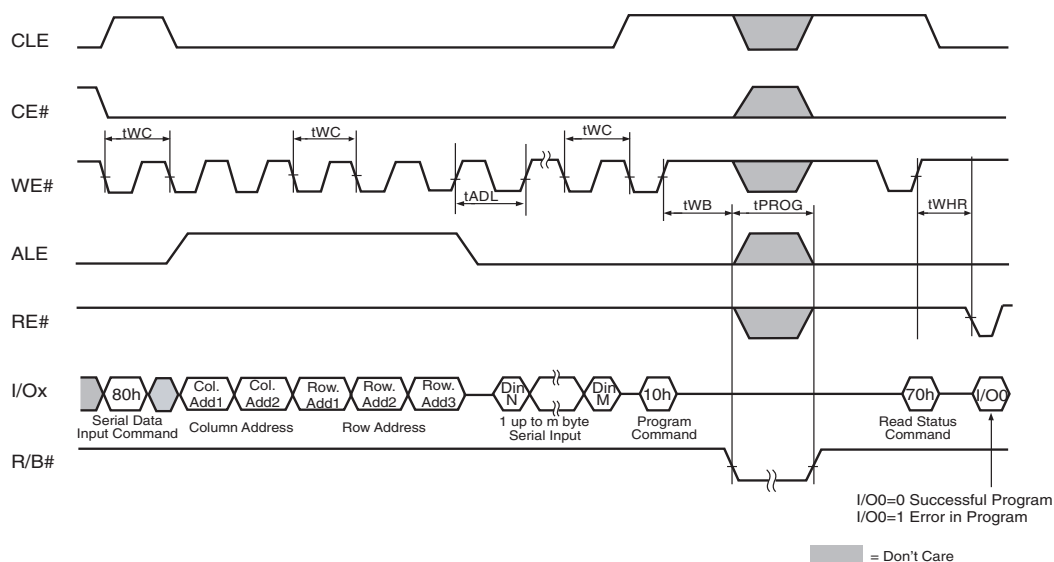 CLE
CE#
tWC
tWC
tWC
WE#
tADL
tWB
tPROG
tWHR
ALE
RE#
I/Ox
80h
Col. Add1
Col. Add2
Row. Add1
Row. Add2
Row. Add3
Din N
Din M
10h
70h
I/O0
Serial Data
Input Command
Column Address
Row Address
1 up to m byte
Serial Input
Program
Command
Read Status
Command
R/B#
I/O0=0 Successful Program
I/O0=1 Error in Program
= Don't Care